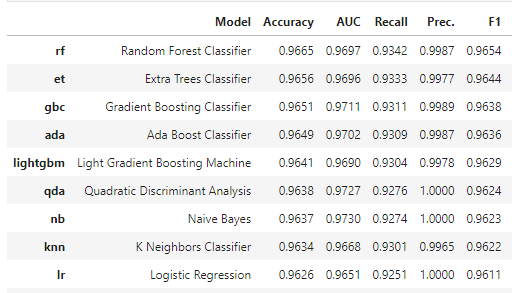 Model Accuracy AUC Recall Prec. F1
rf Random Forest Classifier 0.9665 0.9697 0.9342 0.9987 0.9654
et Extra Trees Classifier 0.9656 0.9696 0.9333 0.9977 0.9644
gbc Gradient Boosting Classifier 0.9651 0.9711 0.9311 0.9989 0.9638
ada Ada Boost Classifier 0.9649 0.9702 0.9309 0.9987 0.9636
lightgbm Light Gradient Boosting Machine 0.9641 0.9690 0.9304 0.9978 0.9629
qda Quadratic Discriminant Analysis 0.9638 0.9727 0.9276 1.0000 0.9624
nb Naive Bayes 0.9637 0.9730 0.9274 1.0000 0.9623
knn K Neighbors Classifier 0.9634 0.9668 0.9301 0.9965 0.9622
lr Logistic Regression 0.9626 0.9651 0.9251 1.0000 0.9611